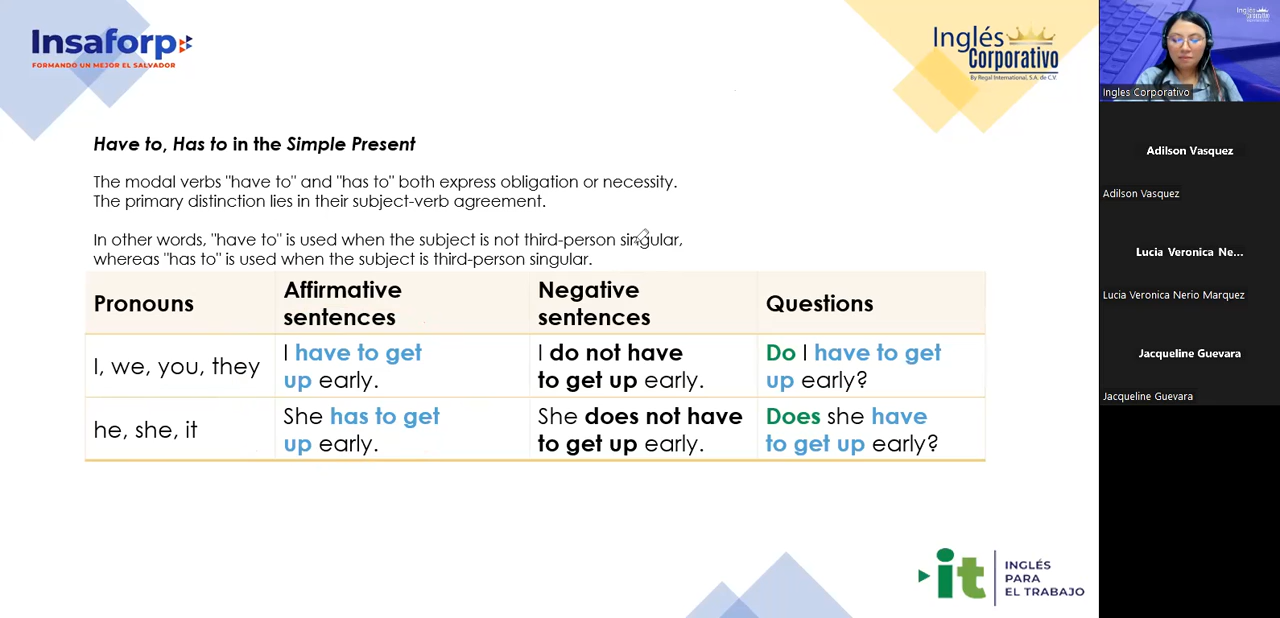 Insaforp
FORMANDO UN MEJOR EL SALVADOR
Inglés
Corporativo
By Regal International, S.A. de C.V.
Have to, Has to in the Simple Present
The modal verbs "have to" and "has to" both express obligation or necessity.
The primary distinction lies in their subject-verb agreement.
In other words, "have to" is used when the subject is not third-person singular,
whereas "has to" is used when the subject is third-person singular.
Pronouns
Affirmative
sentences
Negative
sentences
Questions
I, we, you, they
I have to get
up early.
I do not have
to get up early.
Do I have to get
up early?
he, she, it
She has to get
up early.
She does not have
to get up early.
Does she have
to get up early?
it
INGLÉS
PARA
EL TRABAJO
Ingles Corporativo
Adilson Vasquez
Adilson Vasquez
Lucia Veronica Ne...
Lucia Veronica Nerio Marquez
Jacqueline Guevara
Jacqueline Guevara